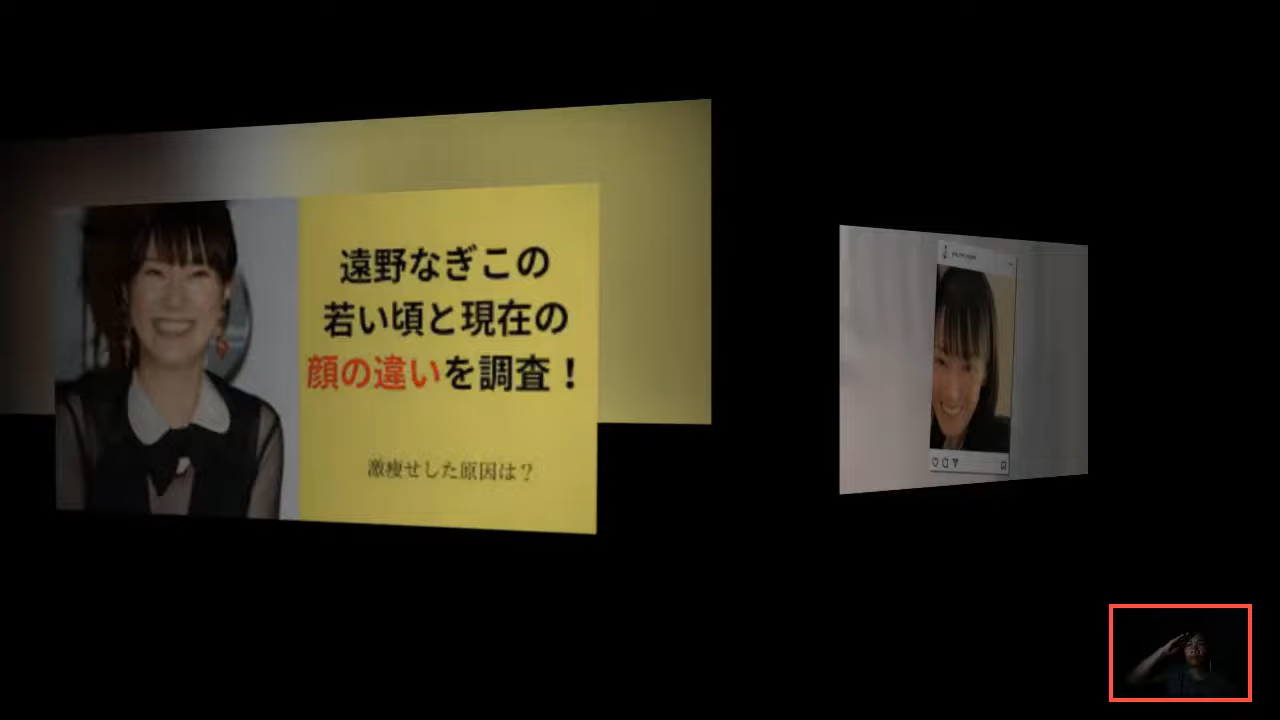 遠野なぎこの
若い頃と現在の
顔の違いを調査！
激痩せした原因は？